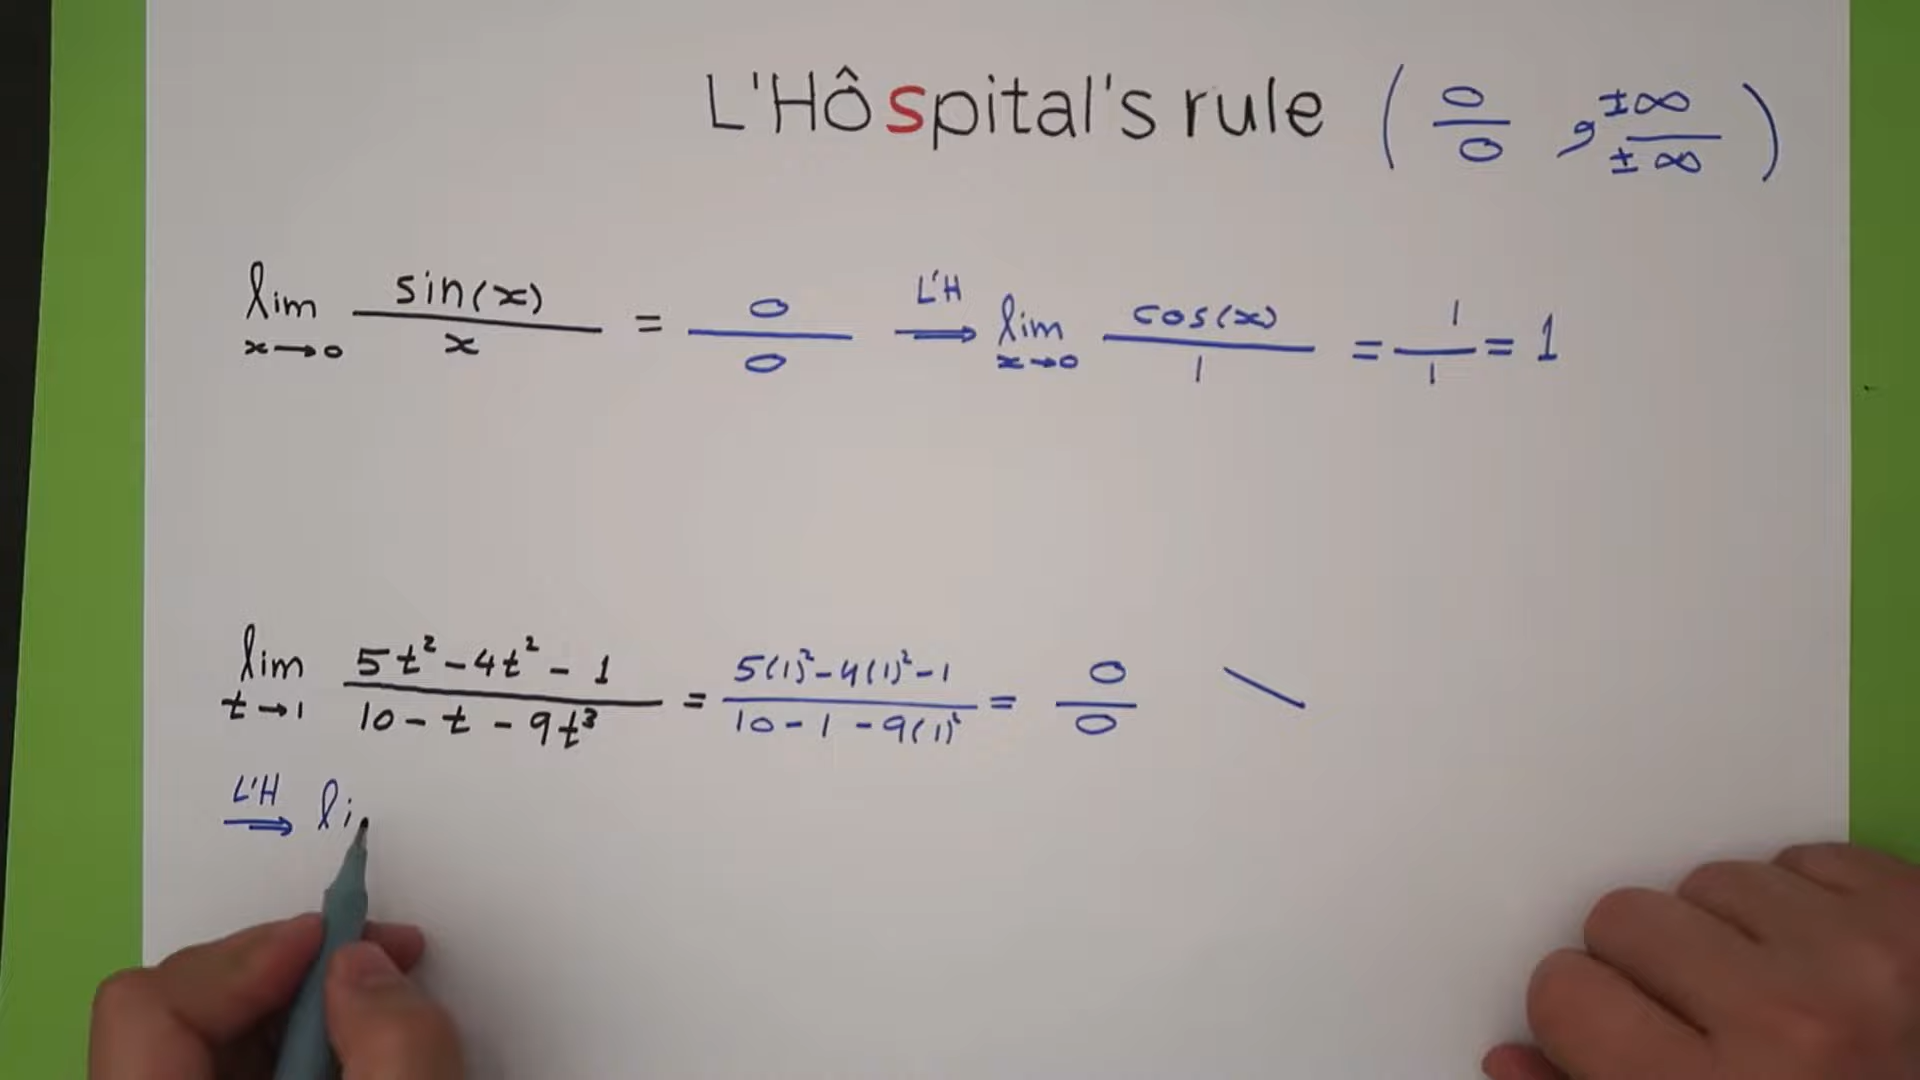 L'Hôspital's rule ( 0/0 , ±∞/±∞ )
lim x→0 sin(x)/x = 0/0 L'H ⟹ lim x→0 cos(x)/1 = 1/1 = 1
lim t→1 (5t² - 4t² - 1)/(10 - t - 9t³) = (5(1)² - 4(1)² - 1)/(10 - 1 - 9(1)²) = 0/0 \
L'H ⟹ li